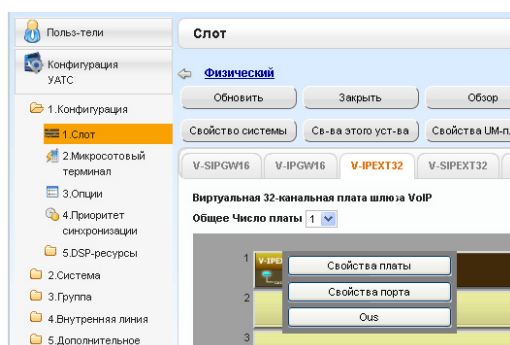 Польз-тели
Конфигурация
УАТС
1.Конфигурация
1.Слот
2.Микросотовый
терминал
3.Опции
4.Приоритет
синхронизации
5.DSP-ресурсы
2.Система
3.Группа
4.Внутренняя линия
5.Дополнительное
Слот
Физический
Обновить
Закрыть
Обзор
Свойство системы
Св-ва этого уст-ва
Свойства UM-п
V-SIPGW16
V-IPGW16
V-IPEXT32
V-SIPEXT32
Виртуальная 32-канальная плата шлюза VoIP
Общее Число платы 1
1
V-IPE
Свойства платы
Свойства порта
Ous
2
3